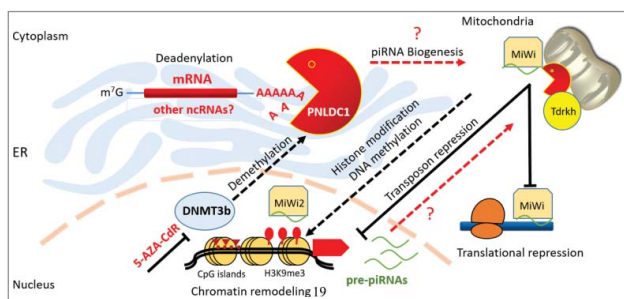 Cytoplasm
Mitochondria
?
MiWi
Deadenylation
piRNA Biogenesis
mRNA
m7G
AAAAAA
A
A
PNLDC1
other ncRNAs?
Tdrkh
ER
Demethylation
Histone modification
DNA methylation
Transposon repression
DNMT3b
MiWi2
?
MiWi
5-AZA-CdR
CpG islands
H3K9me3
pre-piRNAs
Translational repression
Nucleus
Chromatin remodeling 19